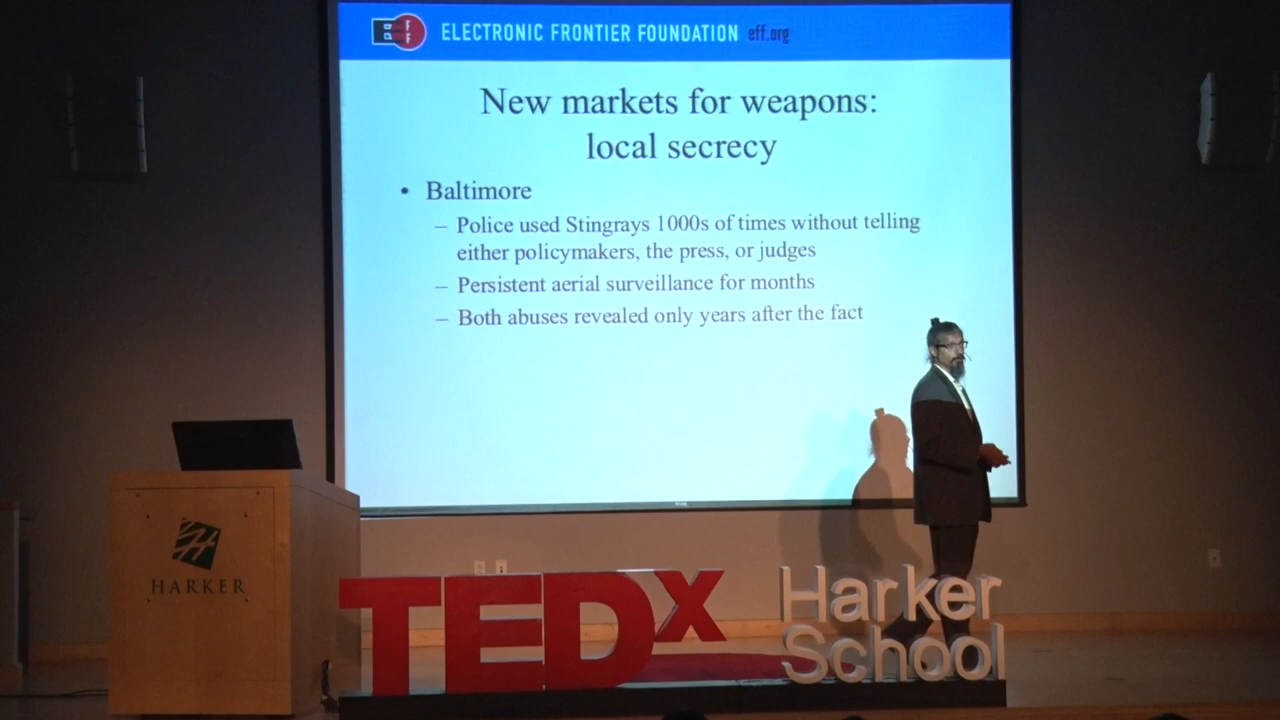 EFF ELECTRONIC FRONTIER FOUNDATION eff.org
New markets for weapons:
local secrecy
• Baltimore
– Police used Stingrays 1000s of times without telling
either policymakers, the press, or judges
– Persistent aerial surveillance for months
– Both abuses revealed only years after the fact
H
HARKER
TEDx
Harker
School